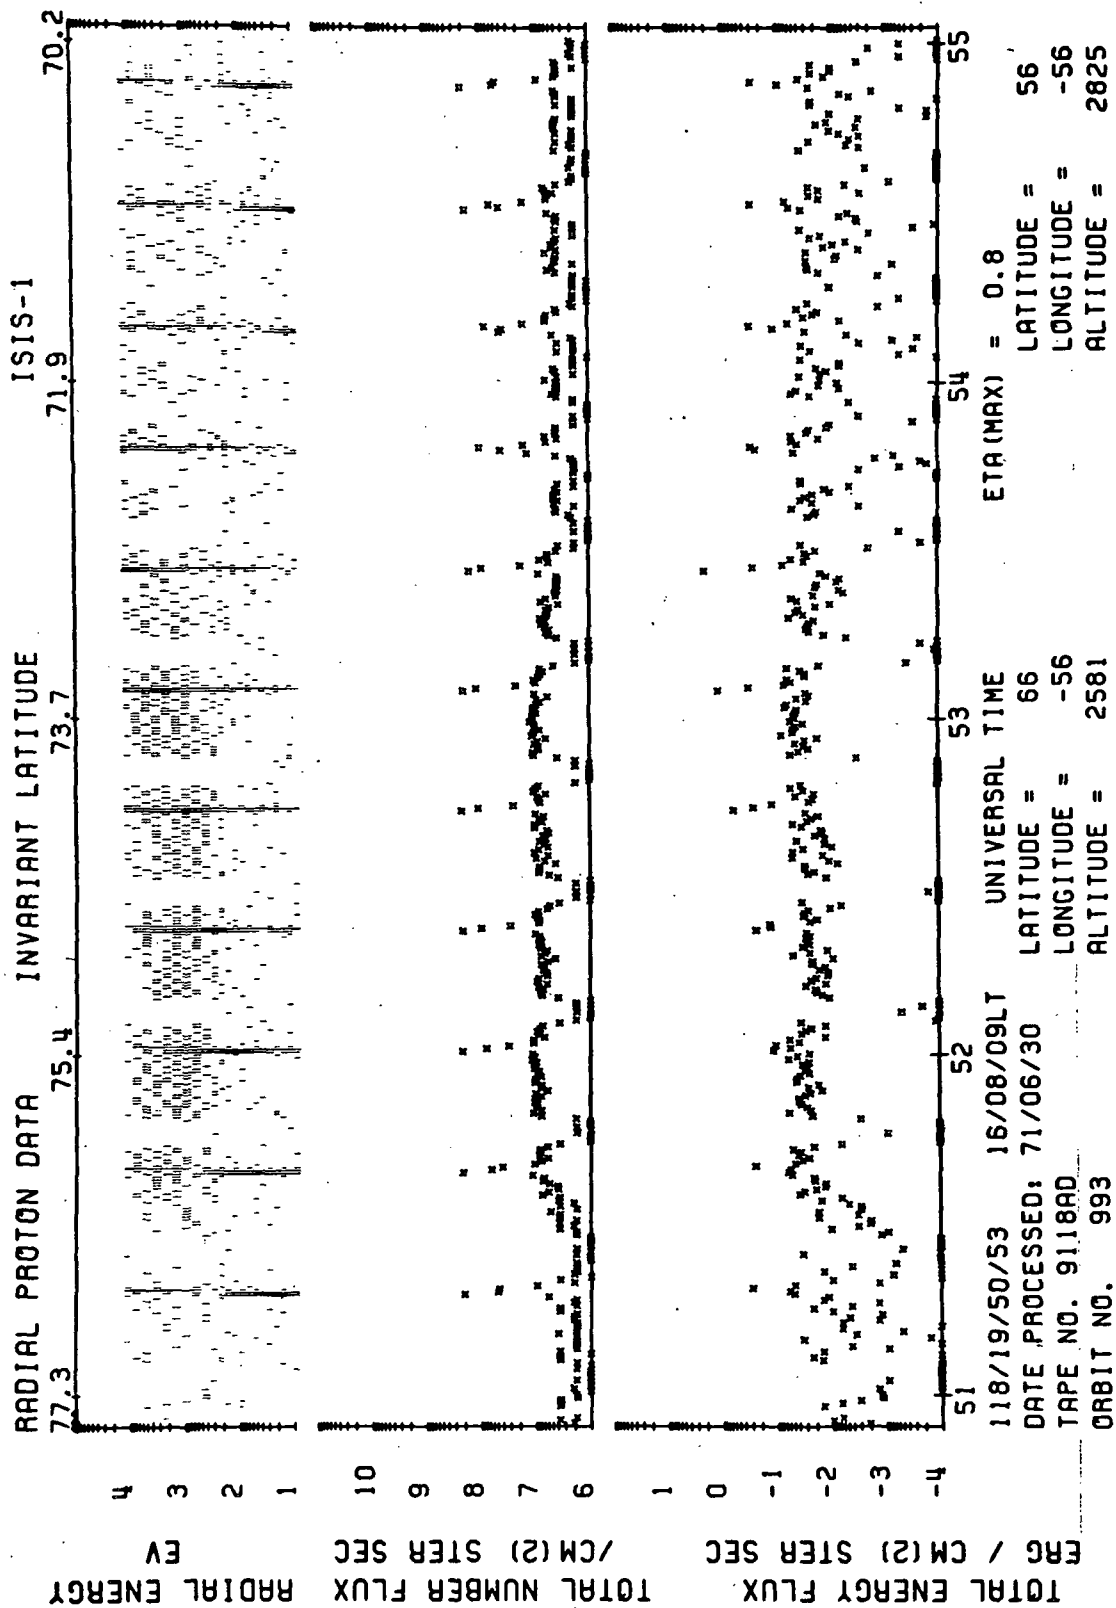 RADIAL PROTON DATA INVARIANT LATITUDE ISIS-1
77.3 75.4 73.7 71.9 70.2
RADIAL ENERGY
EV
4
3
2
1
TOTAL NUMBER FLUX
/CM(2) STER SEC
10
9
8
7
6
TOTAL ENERGY FLUX
ERG / CM(2) STER SEC
1
0
-1
-2
-3
-4
51 52 53 54 55
118/19/50/53 16/08/09LT UNIVERSAL TIME ETA(MAX) = 0.8
DATE PROCESSED: 71/06/30 LATITUDE = 66 LATITUDE = 56
TAPE NO. 9118AD LONGITUDE = -56 LONGITUDE = -56
ORBIT NO. 993 ALTITUDE = 2581 ALTITUDE = 2825